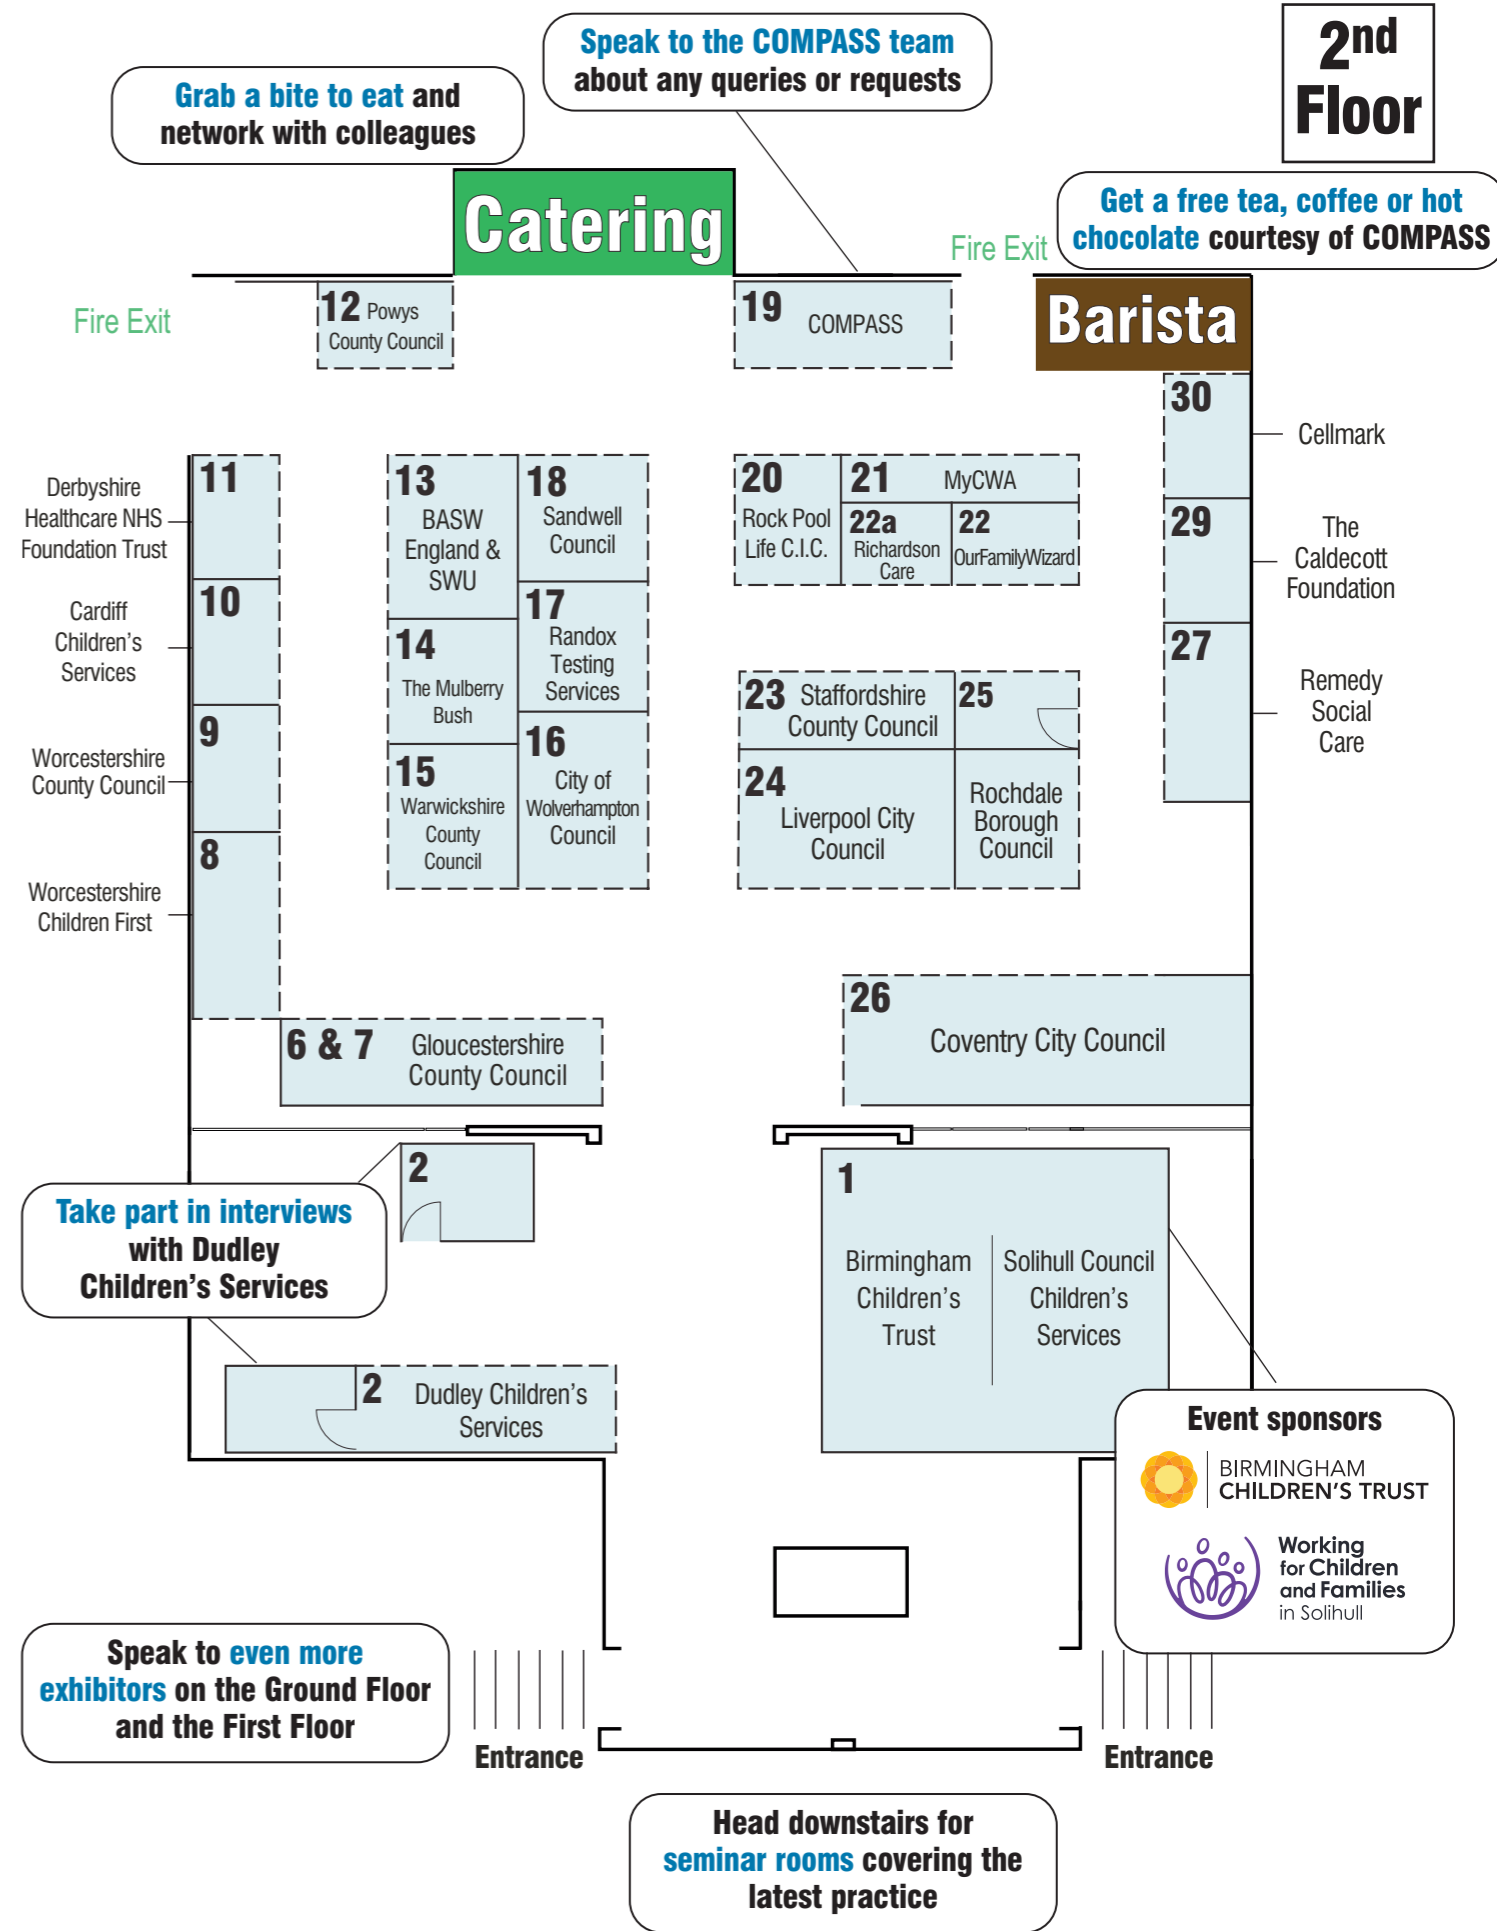 2nd
Floor
Speak to the COMPASS team
about any queries or requests
Grab a bite to eat and
network with colleagues
Get a free tea, coffee or hot
chocolate courtesy of COMPASS
Catering
Fire Exit
Fire Exit
Barista
12 Powys
County Council
19 COMPASS
30
Cellmark
11
Derbyshire
Healthcare NHS
Foundation Trust
13
BASW
England &
SWU
18
Sandwell
Council
20
Rock Pool
Life C.I.C.
21 MyCWA
22a
Richardson
Care
22
OurFamilyWizard
29
The
Caldecott
Foundation
10
Cardiff
Children's
Services
14
The Mulberry
Bush
17
Randox
Testing
Services
27
Remedy
Social
Care
9
Worcestershire
County Council
15
Warwickshire
County
Council
16
City of
Wolverhampton
Council
23 Staffordshire
County Council
25
Rochdale
Borough
Council
24
Liverpool City
Council
8
Worcestershire
Children First
6 & 7 Gloucestershire
County Council
26
Coventry City Council
2
Take part in interviews
with Dudley
Children's Services
1
Birmingham
Children's
Trust
Solihull Council
Children's
Services
2 Dudley Children's
Services
Event sponsors
BIRMINGHAM
CHILDREN'S TRUST
Working
for Children
and Families
in Solihull
Speak to even more
exhibitors on the Ground Floor
and the First Floor
Entrance
Entrance
Head downstairs for
seminar rooms covering the
latest practice